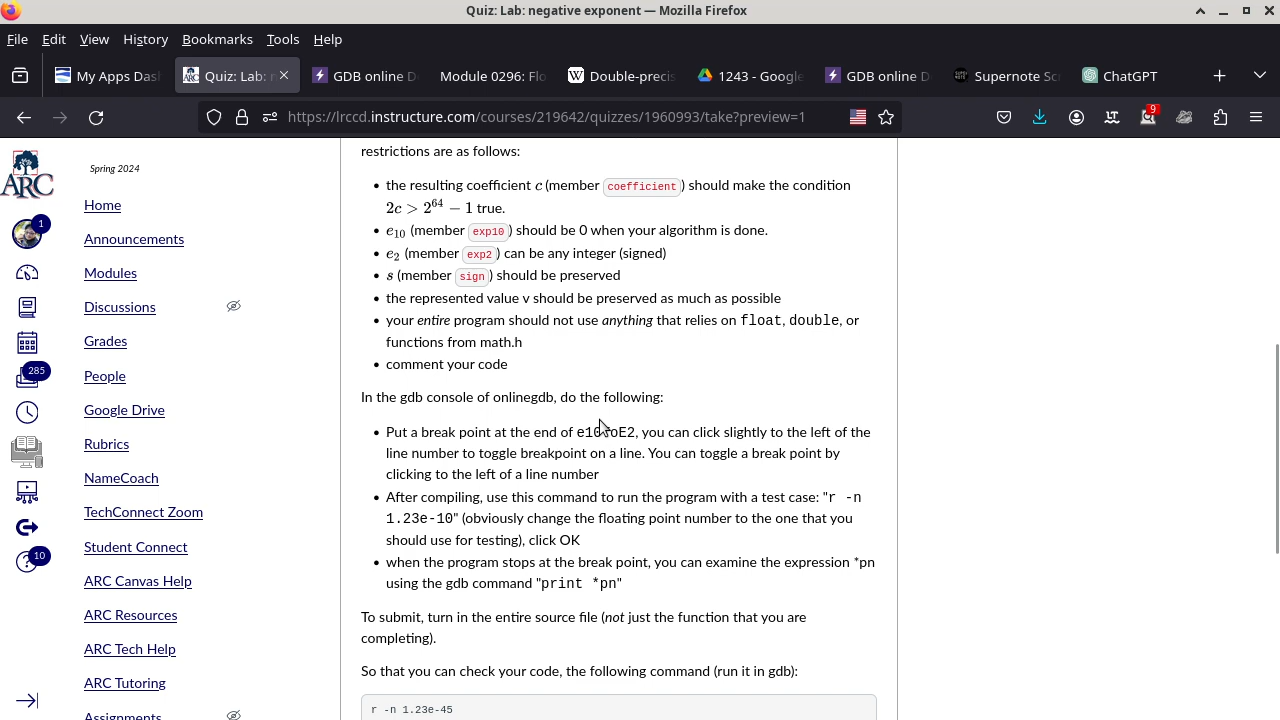 Quiz: Lab: negative exponent — Mozilla Firefox
File Edit View History Bookmarks Tools Help
My Apps Das
Quiz: Lab: n
GDB online D
Module 0296: Flo
Double-precis
1243 - Google
GDB online D
Supernote Sc
ChatGPT
https://lrccd.instructure.com/courses/219642/quizzes/1960993/take?preview=1
9
ARC
1
285
10
Spring 2024
Home
Announcements
Modules
Discussions
Grades
People
Google Drive
Rubrics
NameCoach
TechConnect Zoom
Student Connect
ARC Canvas Help
ARC Resources
ARC Tech Help
ARC Tutoring
Assignments
restrictions are as follows:
• the resulting coefficient c (member coefficient) should make the condition
2c > 2^64 − 1 true.
• e10 (member exp10) should be 0 when your algorithm is done.
• e2 (member exp2) can be any integer (signed)
• s (member sign) should be preserved
• the represented value v should be preserved as much as possible
• your entire program should not use anything that relies on float, double, or
functions from math.h
• comment your code
In the gdb console of onlinegdb, do the following:
• Put a break point at the end of e10toE2, you can click slightly to the left of the
line number to toggle breakpoint on a line. You can toggle a break point by
clicking to the left of a line number
• After compiling, use this command to run the program with a test case: "r -n
1.23e-10" (obviously change the floating point number to the one that you
should use for testing), click OK
• when the program stops at the break point, you can examine the expression *pn
using the gdb command "print *pn"
To submit, turn in the entire source file (not just the function that you are
completing).
So that you can check your code, the following command (run it in gdb):
r -n 1.23e-45